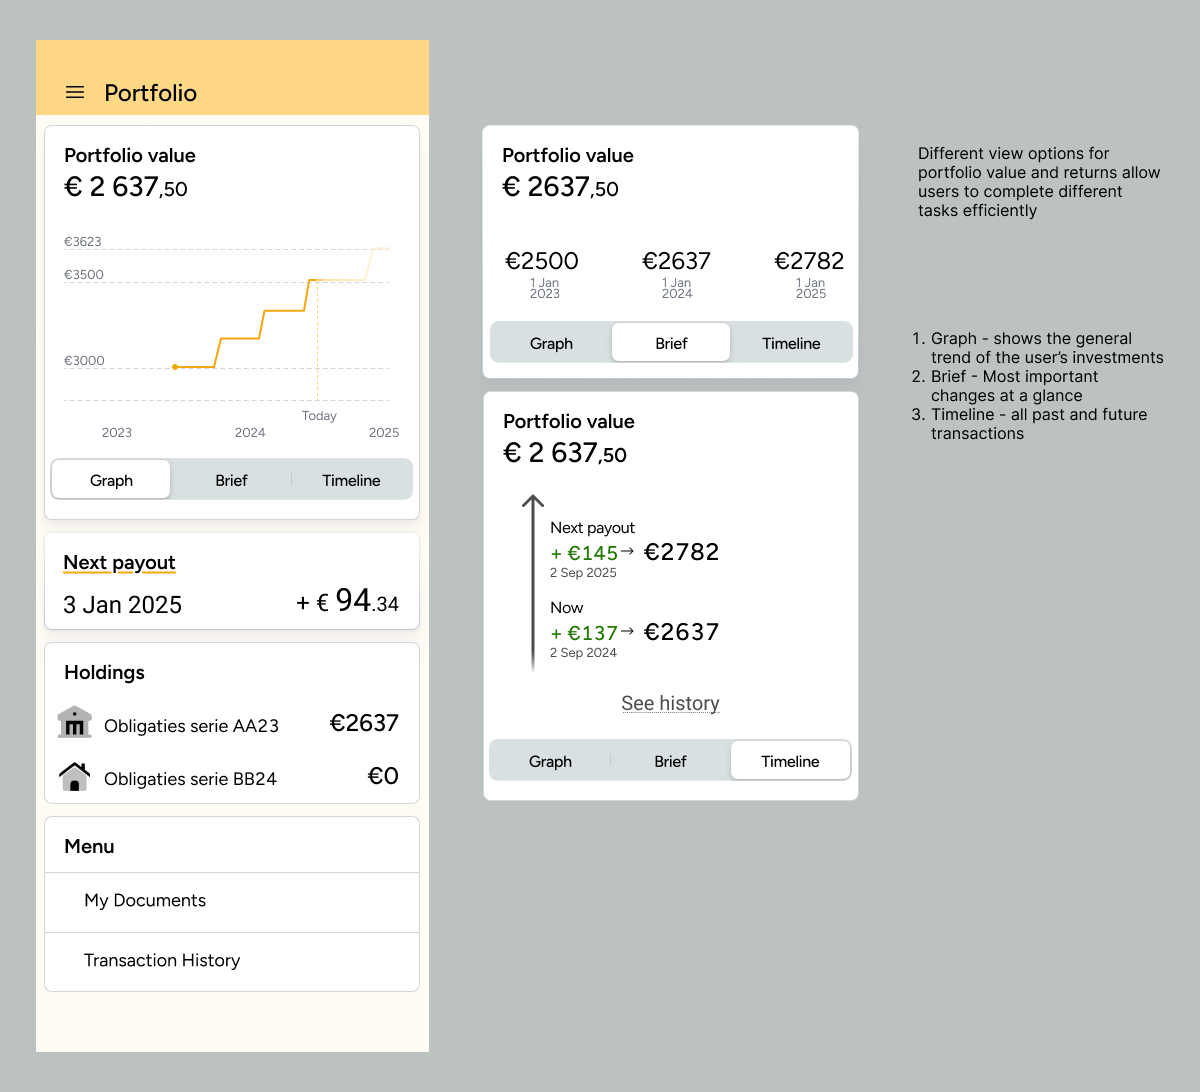 Portfolio
Portfolio value
€ 2 637,50
€3623
€3500
€3000
Today
2023 2024 2025
Graph Brief Timeline
Next payout
3 Jan 2025 + € 94.34
Holdings
Obligaties serie AA23 €2637
Obligaties serie BB24 €0
Menu
My Documents
Transaction History
Portfolio value
€ 2637,50
€2500 €2637 €2782
1 Jan 1 Jan 1 Jan
2023 2024 2025
Graph Brief Timeline
Portfolio value
€ 2 637,50
Next payout
+ €145→ €2782
2 Sep 2025
Now
+ €137→ €2637
2 Sep 2024
See history
Graph Brief Timeline
Different view options for
portfolio value and returns allow
users to complete different
tasks efficiently
1. Graph - shows the general
trend of the user’s investments
2. Brief - Most important
changes at a glance
3. Timeline - all past and future
transactions